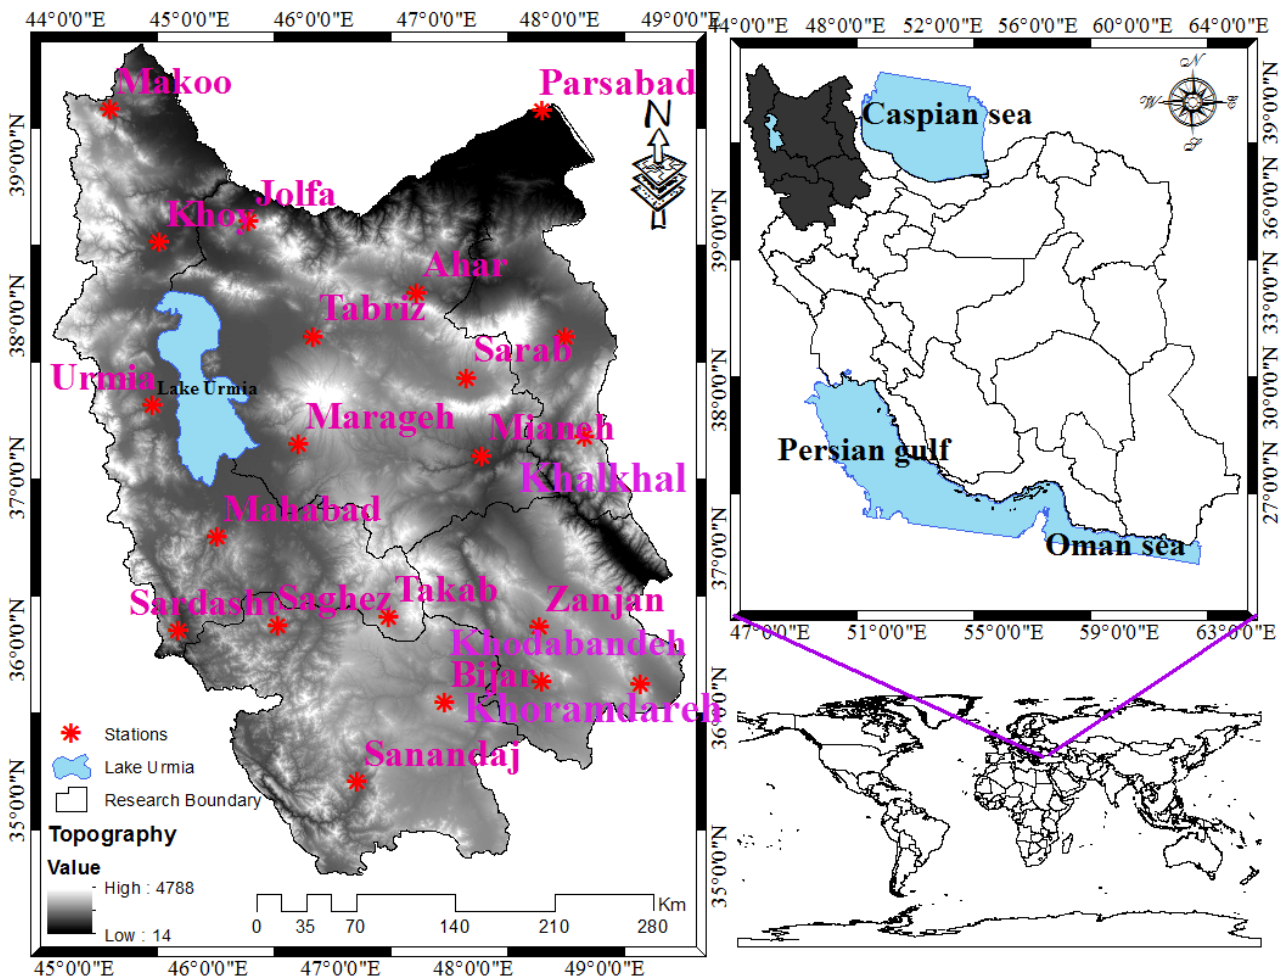 44°0'0"E 45°0'0"E 46°0'0"E 47°0'0"E 48°0'0"E 49°0'0"E
44°0'0"E 48°0'0"E 52°0'0"E 56°0'0"E 60°0'0"E 64°0'0"E
Makoo
Parsabad
N
Jolfa
Khoy
Ahar
Tabriz
Sarab
Urmia
Lake Urmia
Marageh
Mianeh
Khalkhal
Mahabad
Sardasht
Saghez
Takab
Zanjan
Khodabandeh
Bijar
Khoramdareh
Sanandaj
Stations
Lake Urmia
Research Boundary
Topography
Value
High : 4788
Low : 14
Km
0 35 70 140 210 280
39°0'0"N
38°0'0"N
37°0'0"N
36°0'0"N
35°0'0"N
45°0'0"E 46°0'0"E 47°0'0"E 48°0'0"E 49°0'0"E
39°0'0"N
38°0'0"N
37°0'0"N
36°0'0"N
35°0'0"N
Caspian sea
N
W
E
S
Persian gulf
Oman sea
39°0'0"N
36°0'0"N
33°0'0"N
30°0'0"N
27°0'0"N
47°0'0"E 51°0'0"E 55°0'0"E 59°0'0"E 63°0'0"E